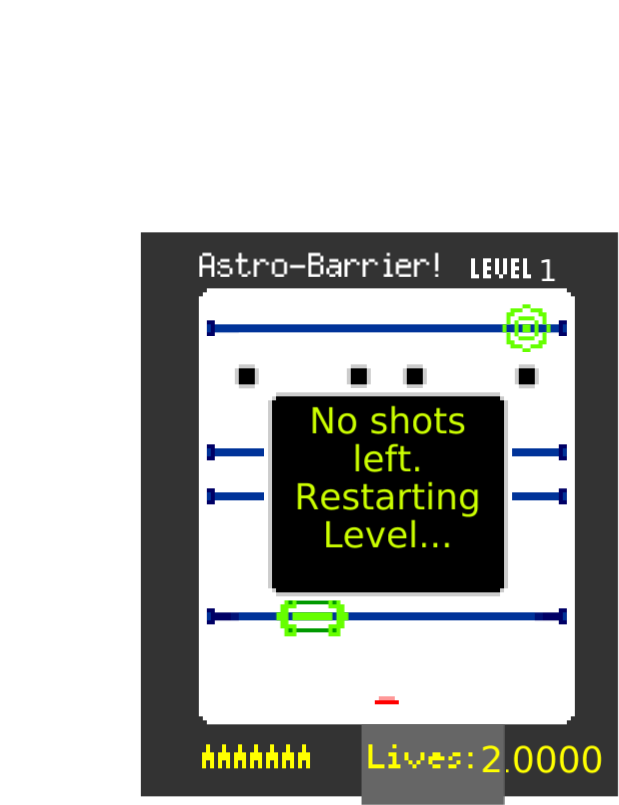 Astro-Barrier! LEVEL 1
No shots
left.
Restarting
Level...
Lives:2.0000